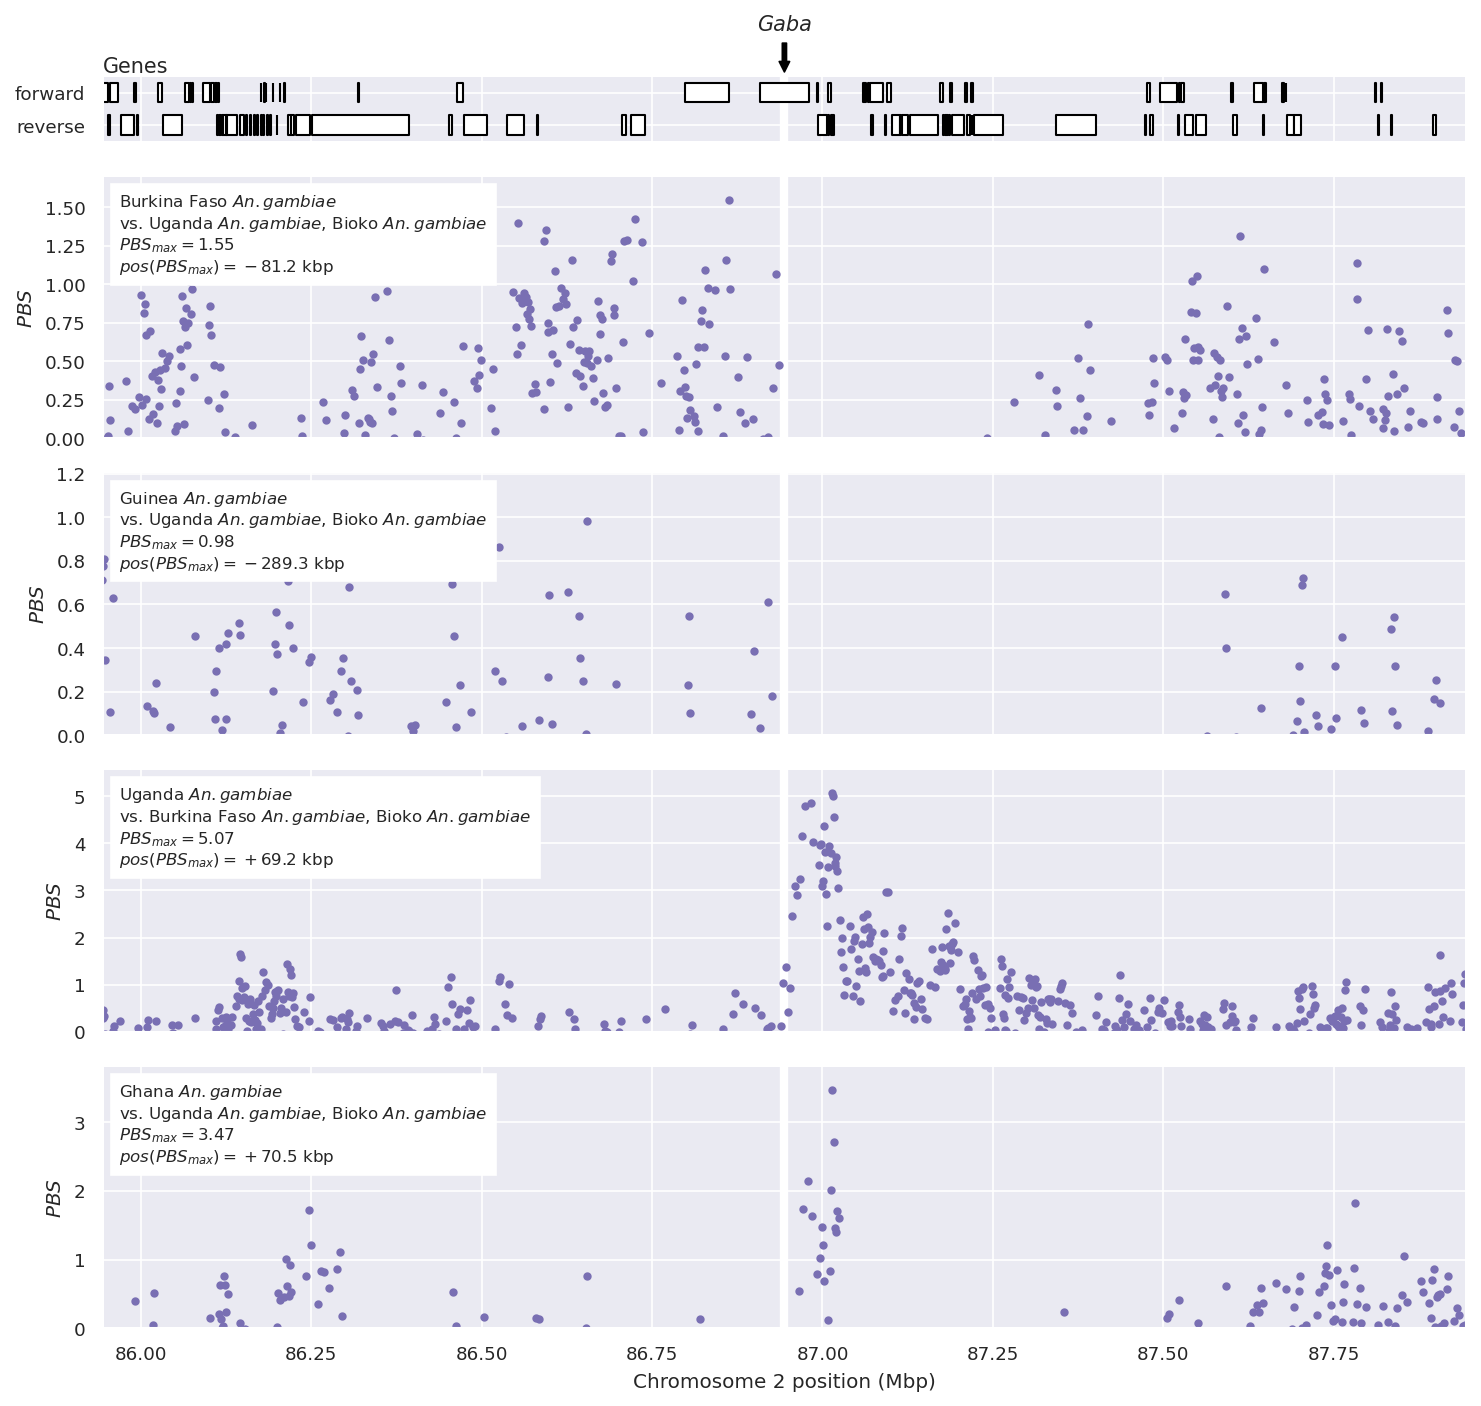 Gaba
Genes
forward
reverse
Burkina Faso An. gambiae
vs. Uganda An. gambiae, Bioko An. gambiae
PBSmax = 1.55
pos(PBSmax) = −81.2 kbp
1.50
1.25
1.00
0.75
0.50
0.25
0.00
PBS
Guinea An. gambiae
vs. Uganda An. gambiae, Bioko An. gambiae
PBSmax = 0.98
pos(PBSmax) = −289.3 kbp
1.2
1.0
0.8
0.6
0.4
0.2
0.0
PBS
Uganda An. gambiae
vs. Burkina Faso An. gambiae, Bioko An. gambiae
PBSmax = 5.07
pos(PBSmax) = +69.2 kbp
5
4
3
2
1
0
PBS
Ghana An. gambiae
vs. Uganda An. gambiae, Bioko An. gambiae
PBSmax = 3.47
pos(PBSmax) = +70.5 kbp
3
2
1
0
PBS
86.00 86.25 86.50 86.75 87.00 87.25 87.50 87.75
Chromosome 2 position (Mbp)